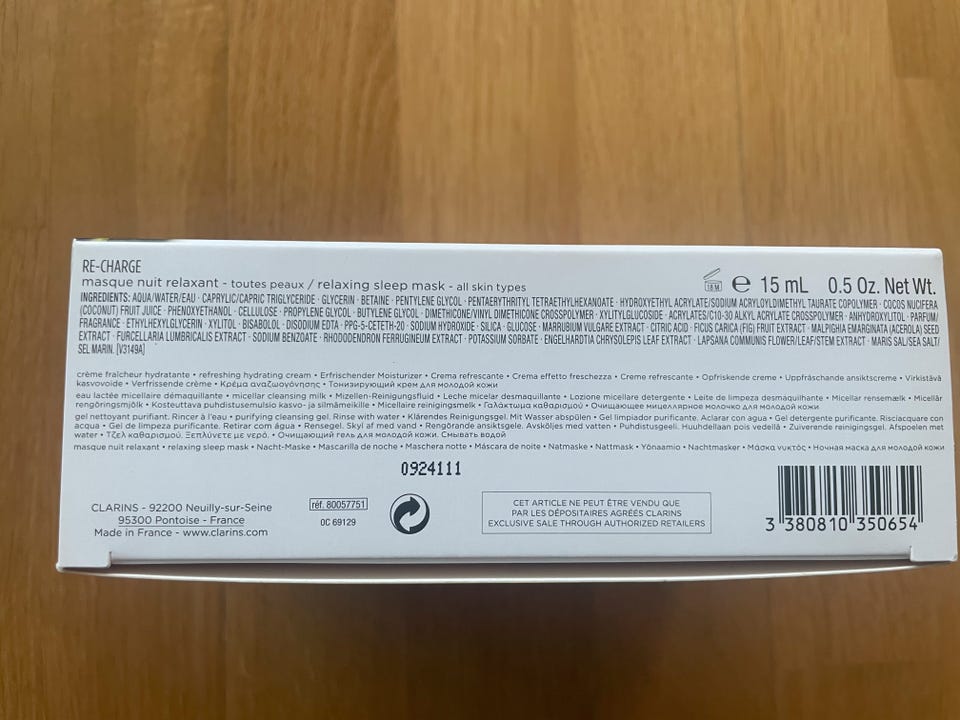 RE-CHARGE
masque nuit relaxant - toutes peaux / relaxing sleep mask - all skin types
18 M e 15 mL 0.5 Oz. Net Wt.
INGREDIENTS: AQUA/WATER/EAU · CAPRYLIC/CAPRIC TRIGLYCERIDE · GLYCERIN · BETAINE · PENTYLENE GLYCOL · PENTAERYTHRITYL TETRAETHYLHEXANOATE · HYDROXYETHYL ACRYLATE/SODIUM ACRYLOYLDIMETHYL TAURATE COPOLYMER · COCOS NUCIFERA
(COCONUT) FRUIT JUICE · PHENOXYETHANOL · CELLULOSE · PROPYLENE GLYCOL · BUTYLENE GLYCOL · DIMETHICONE/VINYL DIMETHICONE CROSSPOLYMER · XYLITYLGLUCOSIDE · ACRYLATES/C10-30 ALKYL ACRYLATE CROSSPOLYMER · ANHYDROXYLITOL · PARFUM/
FRAGRANCE · ETHYLHEXYLGLYCERIN · XYLITOL · BISABOLOL · DISODIUM EDTA · PPG-5-CETETH-20 · SODIUM HYDROXIDE · SILICA · GLUCOSE · MARRUBIUM VULGARE EXTRACT · CITRIC ACID · FICUS CARICA (FIG) FRUIT EXTRACT · MALPIGHIA EMARGINATA (ACEROLA) SEED
EXTRACT · FURCELLARIA LUMBRICALIS EXTRACT · SODIUM BENZOATE · RHODODENDRON FERRUGINEUM EXTRACT · POTASSIUM SORBATE · ENGELHARDTIA CHRYSOLEPIS LEAF EXTRACT · LAPSANA COMMUNIS FLOWER/LEAF/STEM EXTRACT · MARIS SAL/SEA SALT/
SEL MARIN. [V3149A]
crème fraîcheur hydratante • refreshing hydrating cream • Erfrischender Moisturizer • Crema refrescante • Crema effetto freschezza • Creme refrescante • Opfriskende creme • Uppfräschande ansiktscreme • Virkistävä
kasvovoide • Verfrissende crème • Κρέμα αναζωογόνησης • Тонизирующий крем для молодой кожи
eau lactée micellaire démaquillante • micellar cleansing milk • Mizellen-Reinigungsfluid • Leche micelar desmaquillante • Lozione micellare detergente • Leite de limpeza desmaquilhante • Micellar rensemælk • Micellär
rengöringsmjölk • Kosteuttava puhdistusemulsio kasvo- ja silmämeikille • Micellaire reinigingsmelk • Γαλάκτωμα καθαρισμού • Очищающее мицеллярное молочко для молодой кожи
gel nettoyant purifiant. Rincer à l'eau • purifying cleansing gel. Rinse with water • Klärendes Reinigungsgel. Mit Wasser abspülen • Gel limpiador purificante. Aclarar con agua • Gel detergente purificante. Risciacquare con
acqua • Gel de limpeza purificante. Retirar com água • Rensegel. Skyl af med vand • Rengörande ansiktsgele. Avsköljes med vatten • Puhdistusgeeli. Huuhdellaan pois vedellä • Zuiverende reinigingsgel. Afspoelen met
water • Τζελ καθαρισμού. Ξεπλύνετε με νερό. • Очищающий гель для молодой кожи. Смывать водой
masque nuit relaxant • relaxing sleep mask • Nacht-Maske • Mascarilla de noche • Maschera notte • Máscara de noite • Natmaske • Nattmask • Yönaamio • Nachtmasker • Μάσκα νυκτός • Ночная маска для молодой кожи
0924111
CLARINS - 92200 Neuilly-sur-Seine
95300 Pontoise - France
Made in France - www.clarins.com
réf. 80057751
OC 69129
CET ARTICLE NE PEUT ÊTRE VENDU QUE
PAR LES DÉPOSITAIRES AGRÉÉS CLARINS
EXCLUSIVE SALE THROUGH AUTHORIZED RETAILERS
3 380810 350654